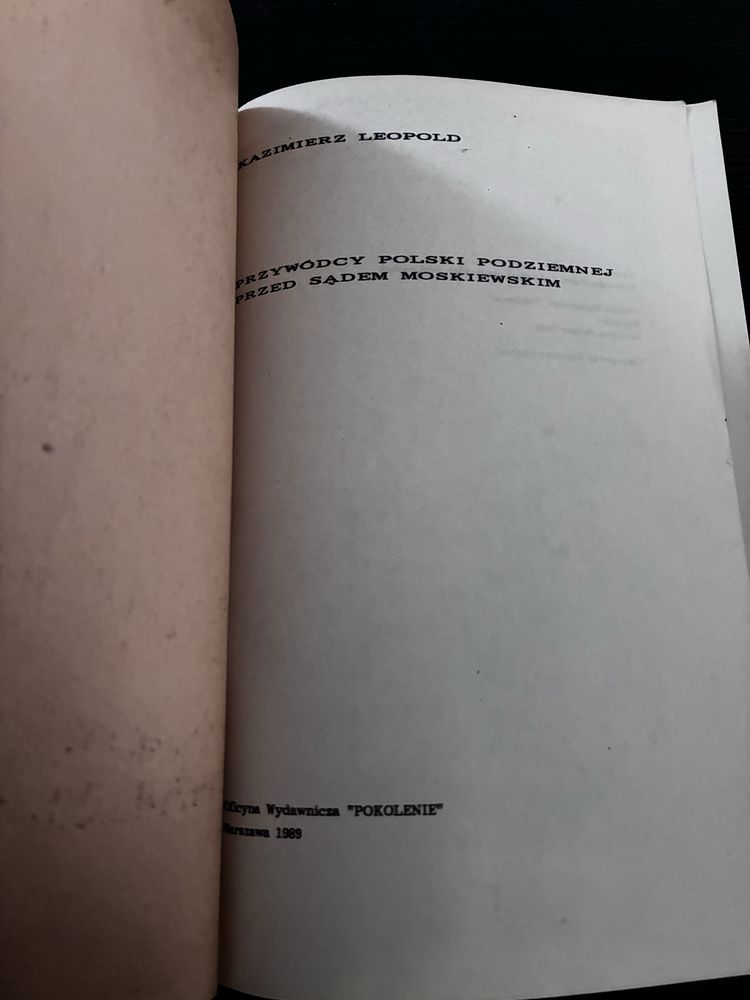 KAZIMIERZ LEOPOLD
PRZYWÓDCY POLSKI PODZIEMNEJ
PRZED SĄDEM MOSKIEWSKIM
Oficyna Wydawnicza "POKOLENIE"
Warszawa 1989